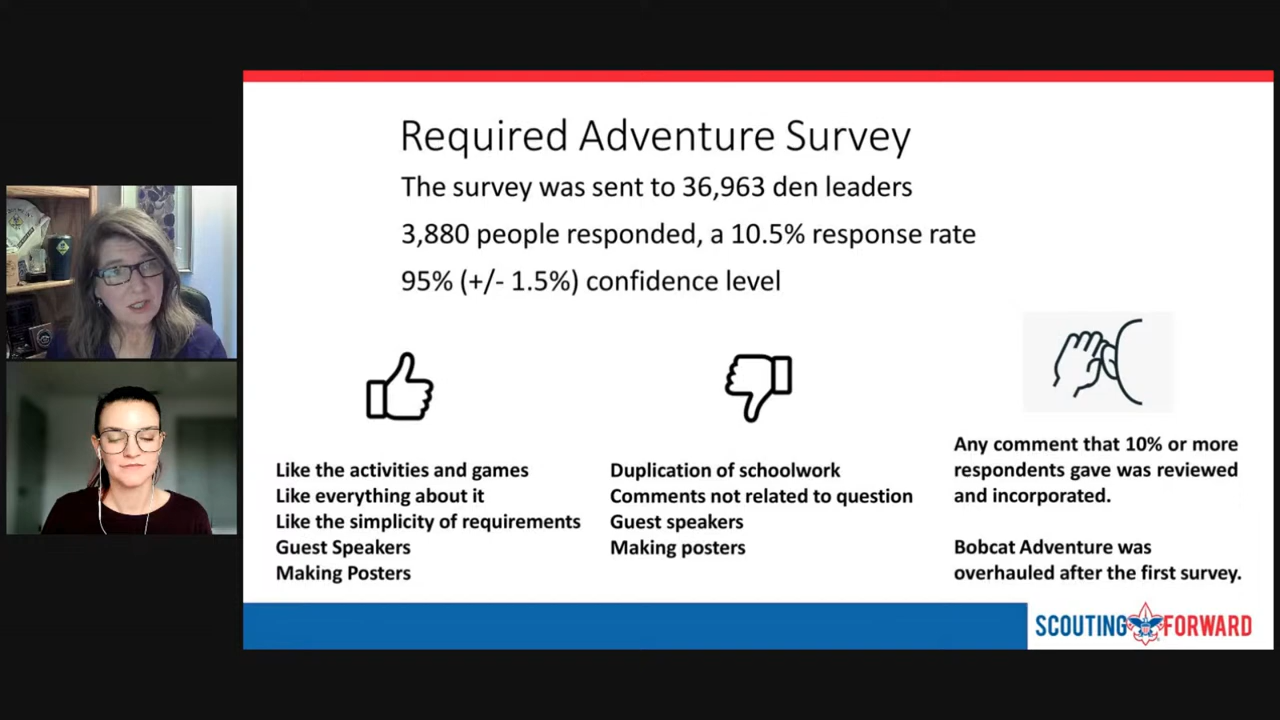 Required Adventure Survey
The survey was sent to 36,963 den leaders
3,880 people responded, a 10.5% response rate
95% (+/- 1.5%) confidence level
Like the activities and games
Like everything about it
Like the simplicity of requirements
Guest Speakers
Making Posters
Duplication of schoolwork
Comments not related to question
Guest speakers
Making posters
Any comment that 10% or more
respondents gave was reviewed
and incorporated.
Bobcat Adventure was
overhauled after the first survey.
SCOUTING FORWARD